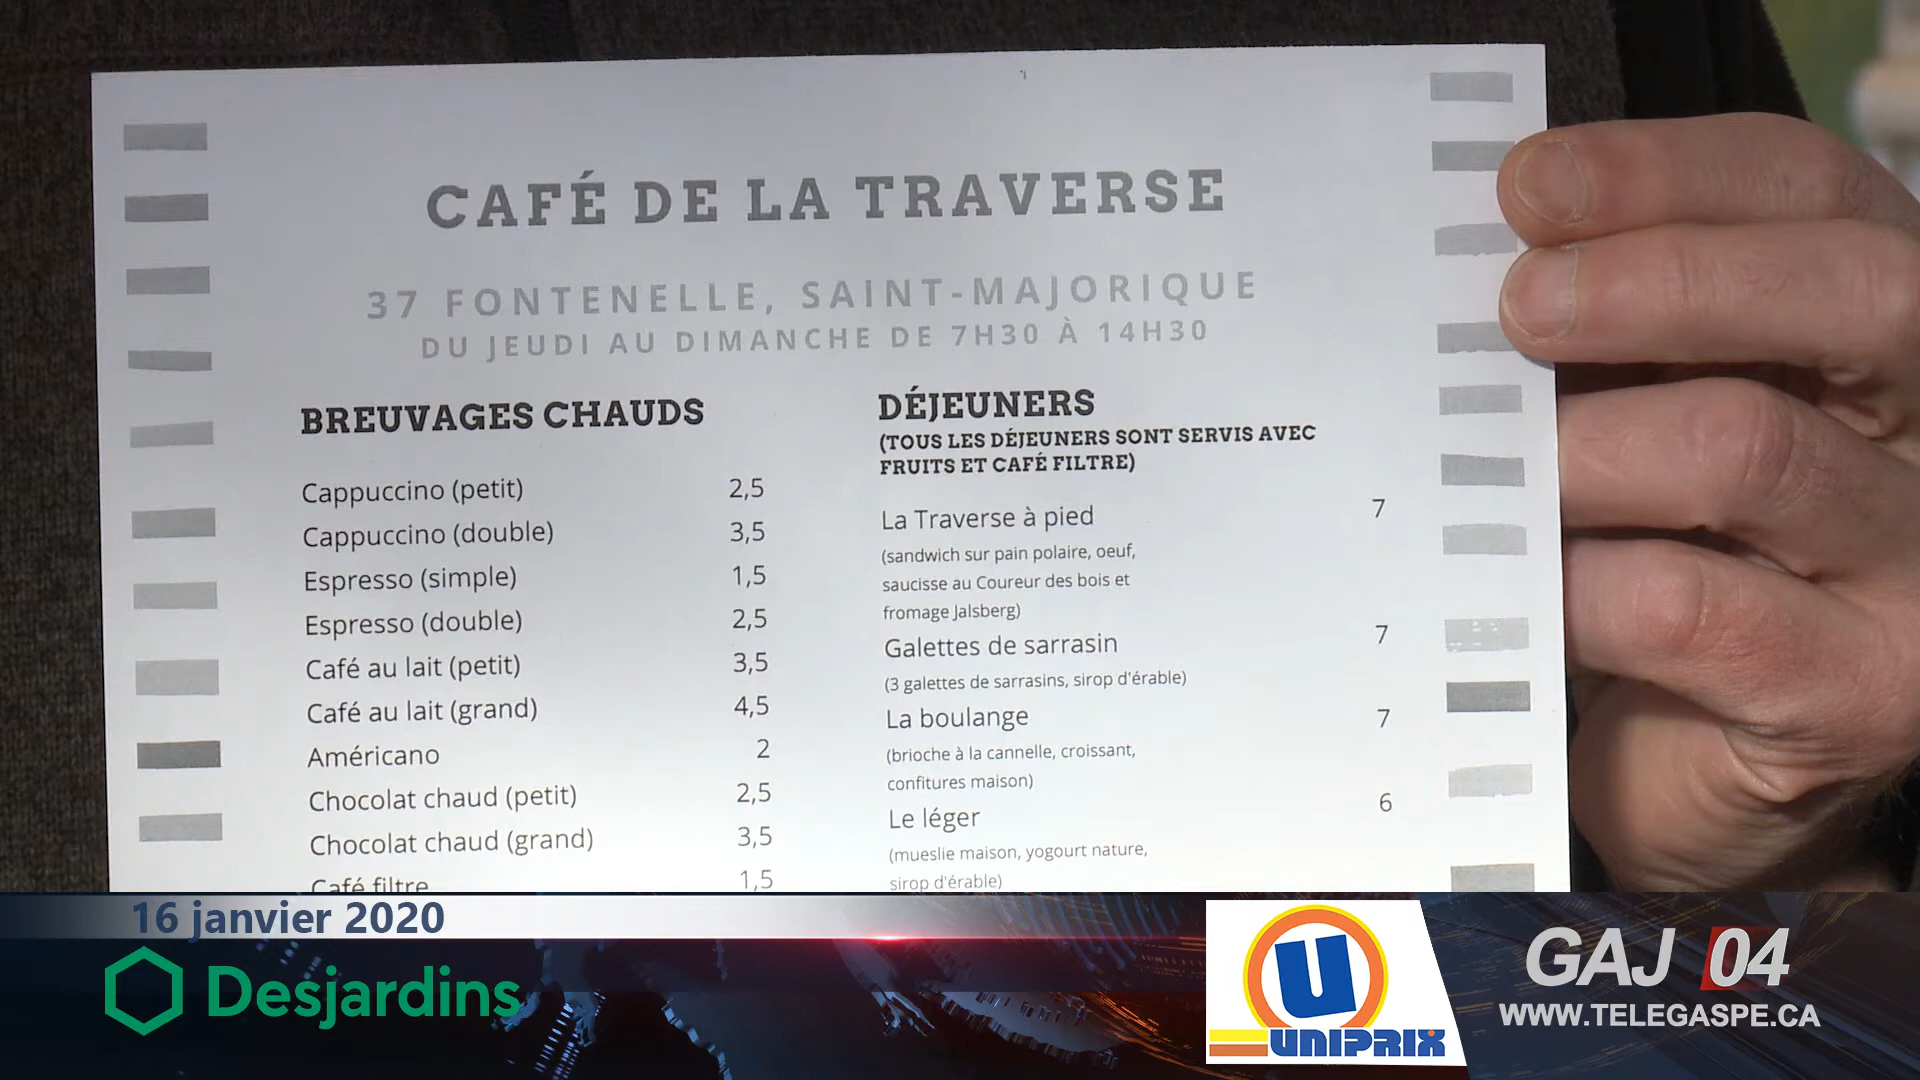 CAFÉ DE LA TRAVERSE
37 FONTENELLE, SAINT-MAJORIQUE
DU JEUDI AU DIMANCHE DE 7H30 À 14H30
BREUVAGES CHAUDS
Cappuccino (petit) 2,5
Cappuccino (double) 3,5
Espresso (simple) 1,5
Espresso (double) 2,5
Café au lait (petit) 3,5
Café au lait (grand) 4,5
Américano 2
Chocolat chaud (petit) 2,5
Chocolat chaud (grand) 3,5
Café filtre 1,5
DÉJEUNERS
(TOUS LES DÉJEUNERS SONT SERVIS AVEC
FRUITS ET CAFÉ FILTRE)
La Traverse à pied 7
(sandwich sur pain polaire, oeuf,
saucisse au Coureur des bois et
fromage Jalsberg)
Galettes de sarrasin 7
(3 galettes de sarrasins, sirop d'érable)
La boulange 7
(brioche à la cannelle, croissant,
confitures maison)
Le léger 6
(mueslie maison, yogourt nature,
sirop d'érable)
16 janvier 2020
Desjardins
U
UNIPRIX
GAJ 04
WWW.TELEGASPE.CA